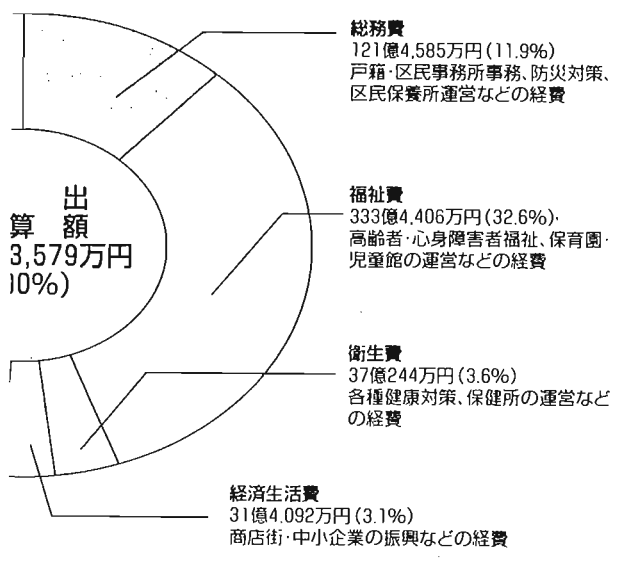 総務費
121億4,585万円(11.9%)
戸籍・区民事務所事務、防災対策、
区民保養所運営などの経費
出
算 額
3,579万円
00%)
福祉費
333億4,406万円(32.6%)・
高齢者・心身障害者福祉、保育園・
児童館の運営などの経費
衛生費
37億244万円(3.6%)
各種健康対策、保健所の運営など
の経費
経済生活費
31億4,092万円(3.1%)
商店街・中小企業の振興などの経費